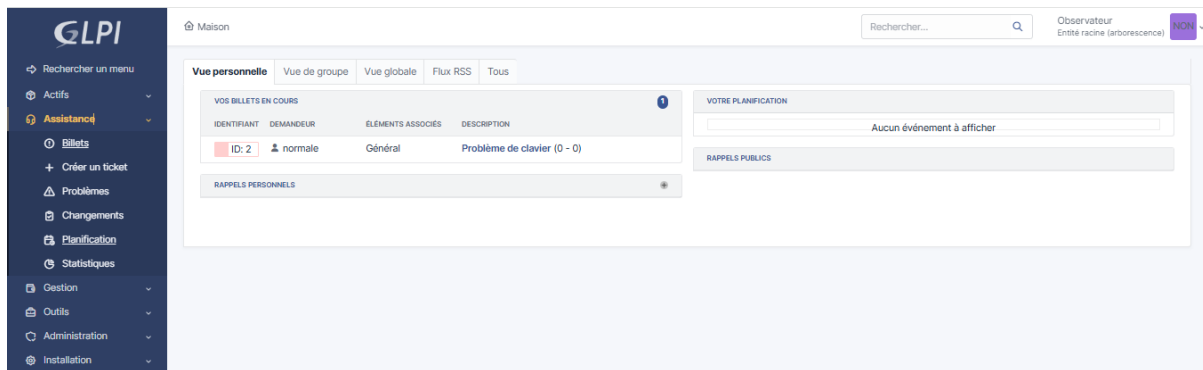 GLPI
Rechercher un menu
Actifs
Assistance
Billets
Créer un ticket
Problèmes
Changements
Planification
Statistiques
Gestion
Outils
Administration
Installation
Maison
Rechercher...
Observateur
Entité racine (arborescence)
NON
Vue personnelle Vue de groupe Vue globale Flux RSS Tous
VOS BILLETS EN COURS 1
IDENTIFIANT DEMANDEUR ÉLÉMENTS ASSOCIÉS DESCRIPTION
ID: 2 normale Général Problème de clavier (0 - 0)
RAPPELS PERSONNELS
VOTRE PLANIFICATION
Aucun événement à afficher
RAPPELS PUBLICS